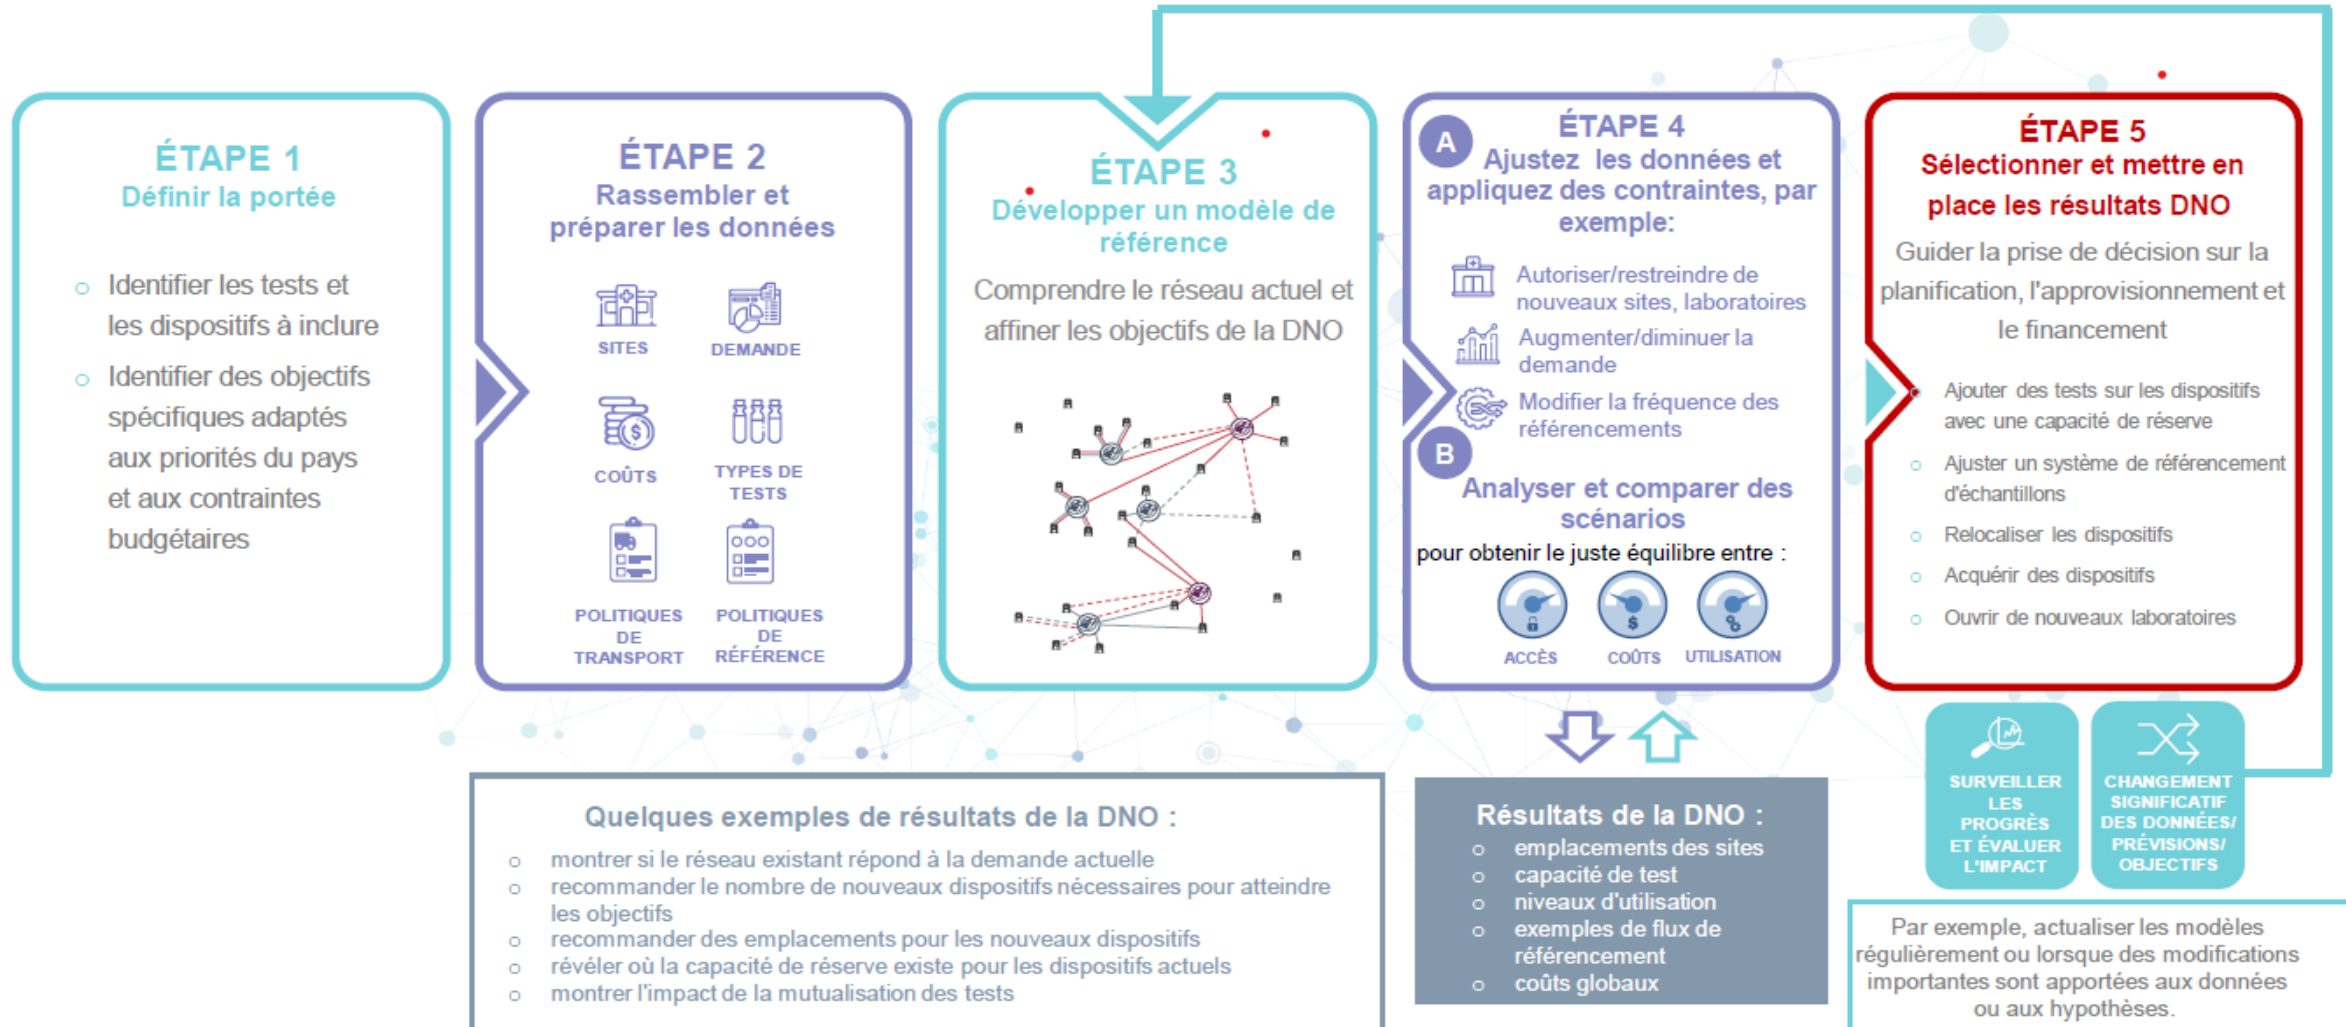 ÉTAPE 1
Définir la portée
Identifier les tests et
les dispositifs à inclure
Identifier des objectifs
spécifiques adaptés
aux priorités du pays
et aux contraintes
budgétaires
ÉTAPE 2
Rassembler et
préparer les données
SITES
DEMANDE
COÛTS
TYPES DE
TESTS
POLITIQUES
DE
TRANSPORT
POLITIQUES
DE
RÉFÉRENCE
ÉTAPE 3
Développer un modèle de
référence
Comprendre le réseau actuel et
affiner les objectifs de la DNO
A
ÉTAPE 4
Ajustez les données et
appliquez des contraintes, par
exemple:
Autoriser/restreindre de
nouveaux sites, laboratoires
Augmenter/diminuer la
demande
Modifier la fréquence des
référencements
B
Analyser et comparer des
scénarios
pour obtenir le juste équilibre entre :
ACCÈS
COÛTS
UTILISATION
ÉTAPE 5
Sélectionner et mettre en
place les résultats DNO
Guider la prise de décision sur la
planification, l'approvisionnement et
le financement
Ajouter des tests sur les dispositifs
avec une capacité de réserve
Ajuster un système de référencement
d'échantillons
Relocaliser les dispositifs
Acquérir des dispositifs
Ouvrir de nouveaux laboratoires
Quelques exemples de résultats de la DNO :
montrer si le réseau existant répond à la demande actuelle
recommander le nombre de nouveaux dispositifs nécessaires pour atteindre
les objectifs
recommander des emplacements pour les nouveaux dispositifs
révéler où la capacité de réserve existe pour les dispositifs actuels
montrer l'impact de la mutualisation des tests
Résultats de la DNO :
emplacements des sites
capacité de test
niveaux d'utilisation
exemples de flux de
référencement
coûts globaux
SURVEILLER
LES
PROGRÈS
ET ÉVALUER
L'IMPACT
CHANGEMENT
SIGNIFICATIF
DES DONNÉES/
PRÉVISIONS/
OBJECTIFS
Par exemple, actualiser les modèles
régulièrement ou lorsque des modifications
importantes sont apportées aux données
ou aux hypothèses.